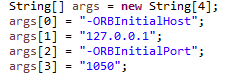 String[] args = new String[4];
args[0] = "-ORBInitialHost";
args[1] = "127.0.0.1";
args[2] = "-ORBInitialPort";
args[3] = "1050";